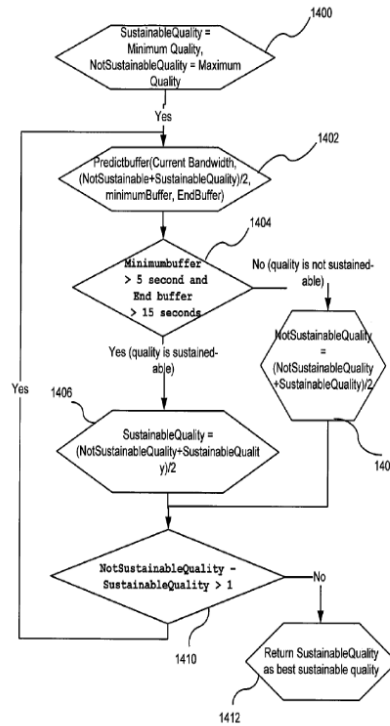 1400
SustainableQuality =
Minimum Quality,
NotSustainableQuality = Maximum
Quality
Yes
1402
Predictbuffer(Current Bandwidth,
(NotSustainable+SustainableQuality)/2,
minimumBuffer, EndBuffer)
1404
Minimumbuffer
> 5 second and
End buffer
> 15 seconds
No (quality is not sustained-
able)
Yes (quality is sustained-
able)
NotSustainableQuality
=
(NotSustainableQuality
+SustainableQuality)/2
140
Yes
1406
SustainableQuality =
(NotSustainableQuality+SustainableQualit
y)/2
NotSustainableQuality -
SustainableQuality > 1
No
1410
Return SustainableQuality
as best sustainable quality
1412